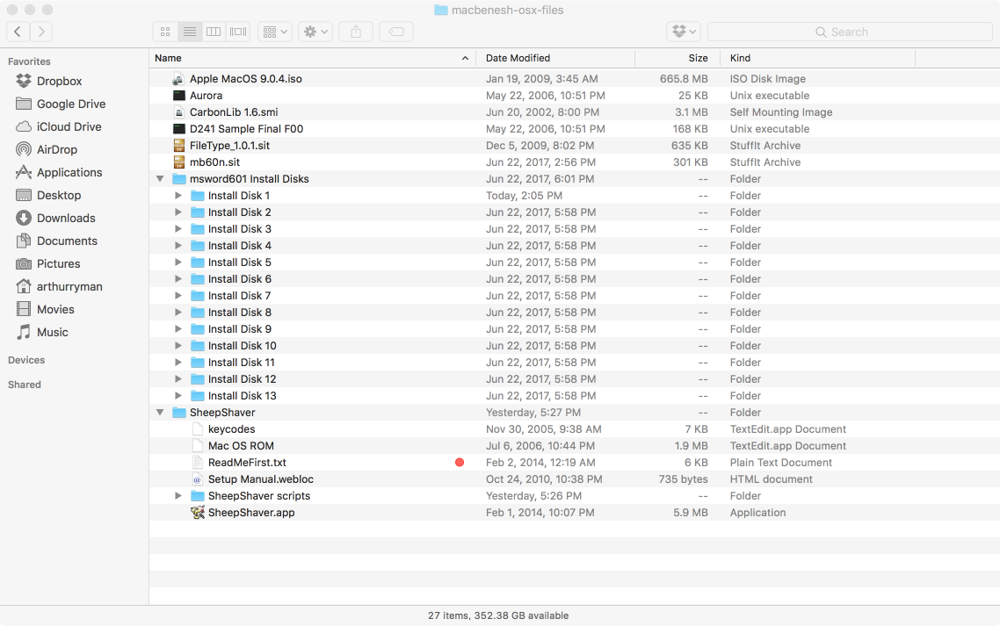 macbenesh-osx-files
Search
Favorites
Dropbox
Google Drive
iCloud Drive
AirDrop
Applications
Desktop
Downloads
Documents
Pictures
arthurryman
Movies
Music
Devices
Shared
Name Date Modified Size Kind
Apple MacOS 9.0.4.iso Jan 19, 2009, 3:45 AM 665.8 MB ISO Disk Image
Aurora May 22, 2006, 10:51 PM 25 KB Unix executable
CarbonLib 1.6.smi Jun 20, 2002, 8:00 PM 3.1 MB Self Mounting Image
D241 Sample Final F00 May 22, 2006, 10:51 PM 168 KB Unix executable
FileType_1.0.1.sit Dec 5, 2009, 8:02 PM 635 KB StuffIt Archive
mb60n.sit Jun 22, 2017, 2:56 PM 301 KB StuffIt Archive
msword601 Install Disks Jun 22, 2017, 6:01 PM -- Folder
Install Disk 1 Today, 2:05 PM -- Folder
Install Disk 2 Jun 22, 2017, 5:58 PM -- Folder
Install Disk 3 Jun 22, 2017, 5:58 PM -- Folder
Install Disk 4 Jun 22, 2017, 5:58 PM -- Folder
Install Disk 5 Jun 22, 2017, 5:58 PM -- Folder
Install Disk 6 Jun 22, 2017, 5:58 PM -- Folder
Install Disk 7 Jun 22, 2017, 5:58 PM -- Folder
Install Disk 8 Jun 22, 2017, 5:58 PM -- Folder
Install Disk 9 Jun 22, 2017, 5:58 PM -- Folder
Install Disk 10 Jun 22, 2017, 5:58 PM -- Folder
Install Disk 11 Jun 22, 2017, 5:58 PM -- Folder
Install Disk 12 Jun 22, 2017, 5:58 PM -- Folder
Install Disk 13 Jun 22, 2017, 5:58 PM -- Folder
SheepShaver Yesterday, 5:27 PM -- Folder
keycodes Nov 30, 2005, 9:38 AM 7 KB TextEdit.app Document
Mac OS ROM Jul 6, 2006, 10:44 PM 1.9 MB TextEdit.app Document
ReadMeFirst.txt Feb 2, 2014, 12:19 AM 6 KB Plain Text Document
Setup Manual.webloc Oct 24, 2010, 10:38 PM 735 bytes HTML document
SheepShaver scripts Yesterday, 5:26 PM -- Folder
SheepShaver.app Feb 1, 2014, 10:07 PM 5.9 MB Application
27 items, 352.38 GB available